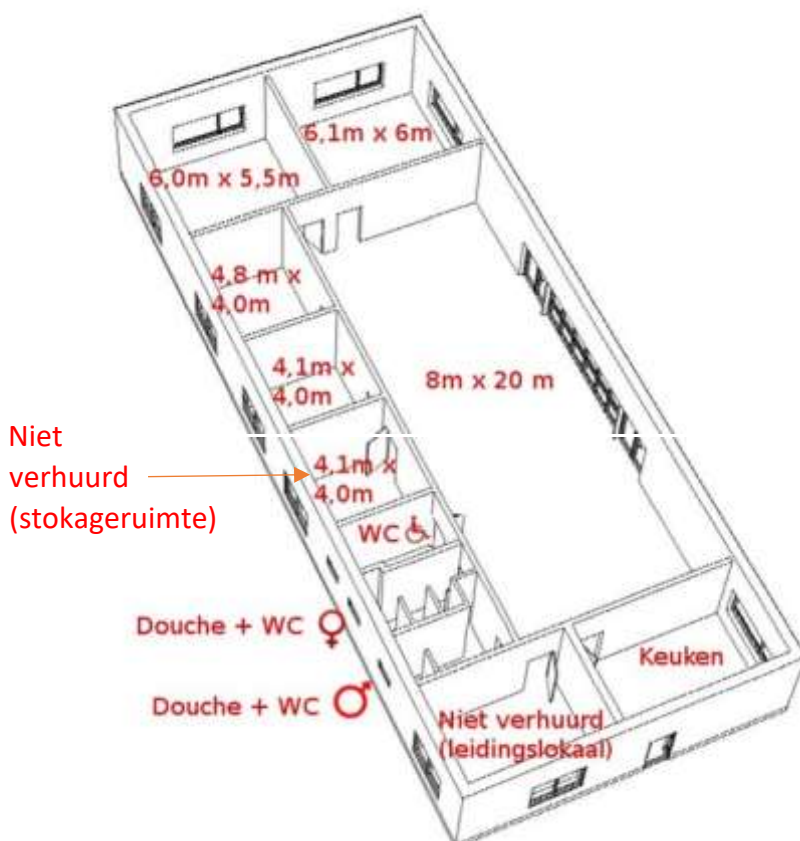 6,1m x 6m
6,0m x 5,5m
4,8 m x
4,0m
4,1m x
4,0m
8m x 20 m
Niet
verhuurd
(stokageruimte)
4,1m x
4,0m
WC
Douche + WC
Douche + WC
Keuken
Niet verhuurd
(leidingslokaal)